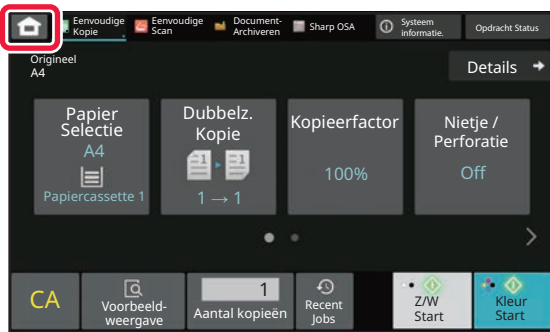 Eenvoudige
Kopie
Eenvoudige
Scan
Document-
Archiveren
Sharp OSA
Systeem
informatie.
Opdracht Status
Origineel
A4
Details
Papier
Selectie
A4
Papiercassette 1
Dubbelz.
Kopie
1 → 1
Kopieerfactor
100%
Nietje /
Perforatie
Off
CA
Voorbeeld-
weergave
1
Aantal kopieën
Recent
Jobs
Z/W
Start
Kleur
Start